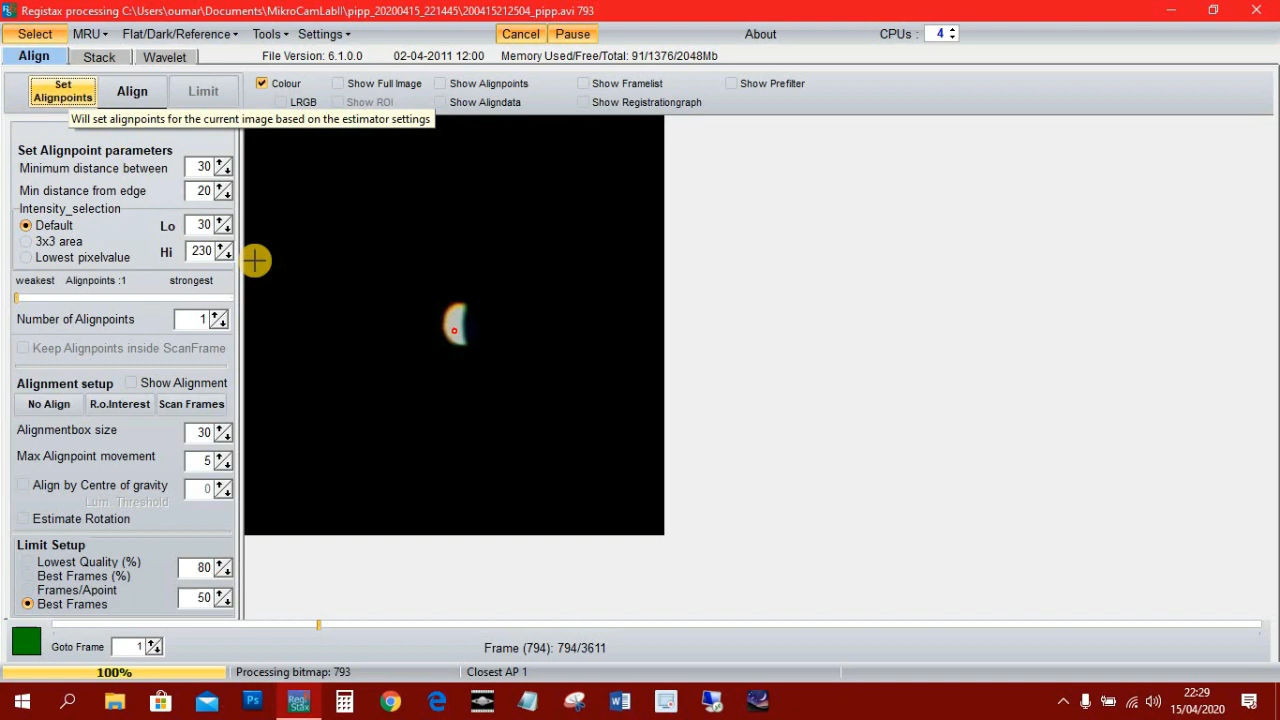 Registax processing C:\Users\oumar\Documents\MikroCamLabII\pipp_20200415_221445\200415212504_pipp.avi 793
Select MRU Flat/Dark/Reference Tools Settings Cancel Pause About CPUs: 4
Align Stack Wavelet File Version: 6.1.0.0 02-04-2011 12:00 Memory Used/Free/Total: 91/1376/2048Mb
Set Alignpoints Align Limit Colour Show Full Image Show Alignpoints Show Framelist Show Prefilter
LRGB Show ROI Show Aligndata Show Registrationgraph
Will set alignpoints for the current image based on the estimator settings
Set Alignpoint parameters
Minimum distance between 30
Min distance from edge 20
Intensity_selection
Default Lo 30
3x3 area
Lowest pixelvalue Hi 230
weakest Alignpoints :1 strongest
Number of Alignpoints 1
Keep Alignpoints inside ScanFrame
Alignment setup Show Alignment
No Align R.o.Interest Scan Frames
Alignmentbox size 30
Max Alignpoint movement 5
Align by Centre of gravity 0
Lum. Threshold
Estimate Rotation
Limit Setup
Lowest Quality (%) 80
Best Frames (%)
Frames/Apoint 50
Best Frames
Goto Frame 1 Frame (794): 794/3611
100% Processing bitmap: 793 Closest AP 1
Ps Regi Stax W
22:29
15/04/2020